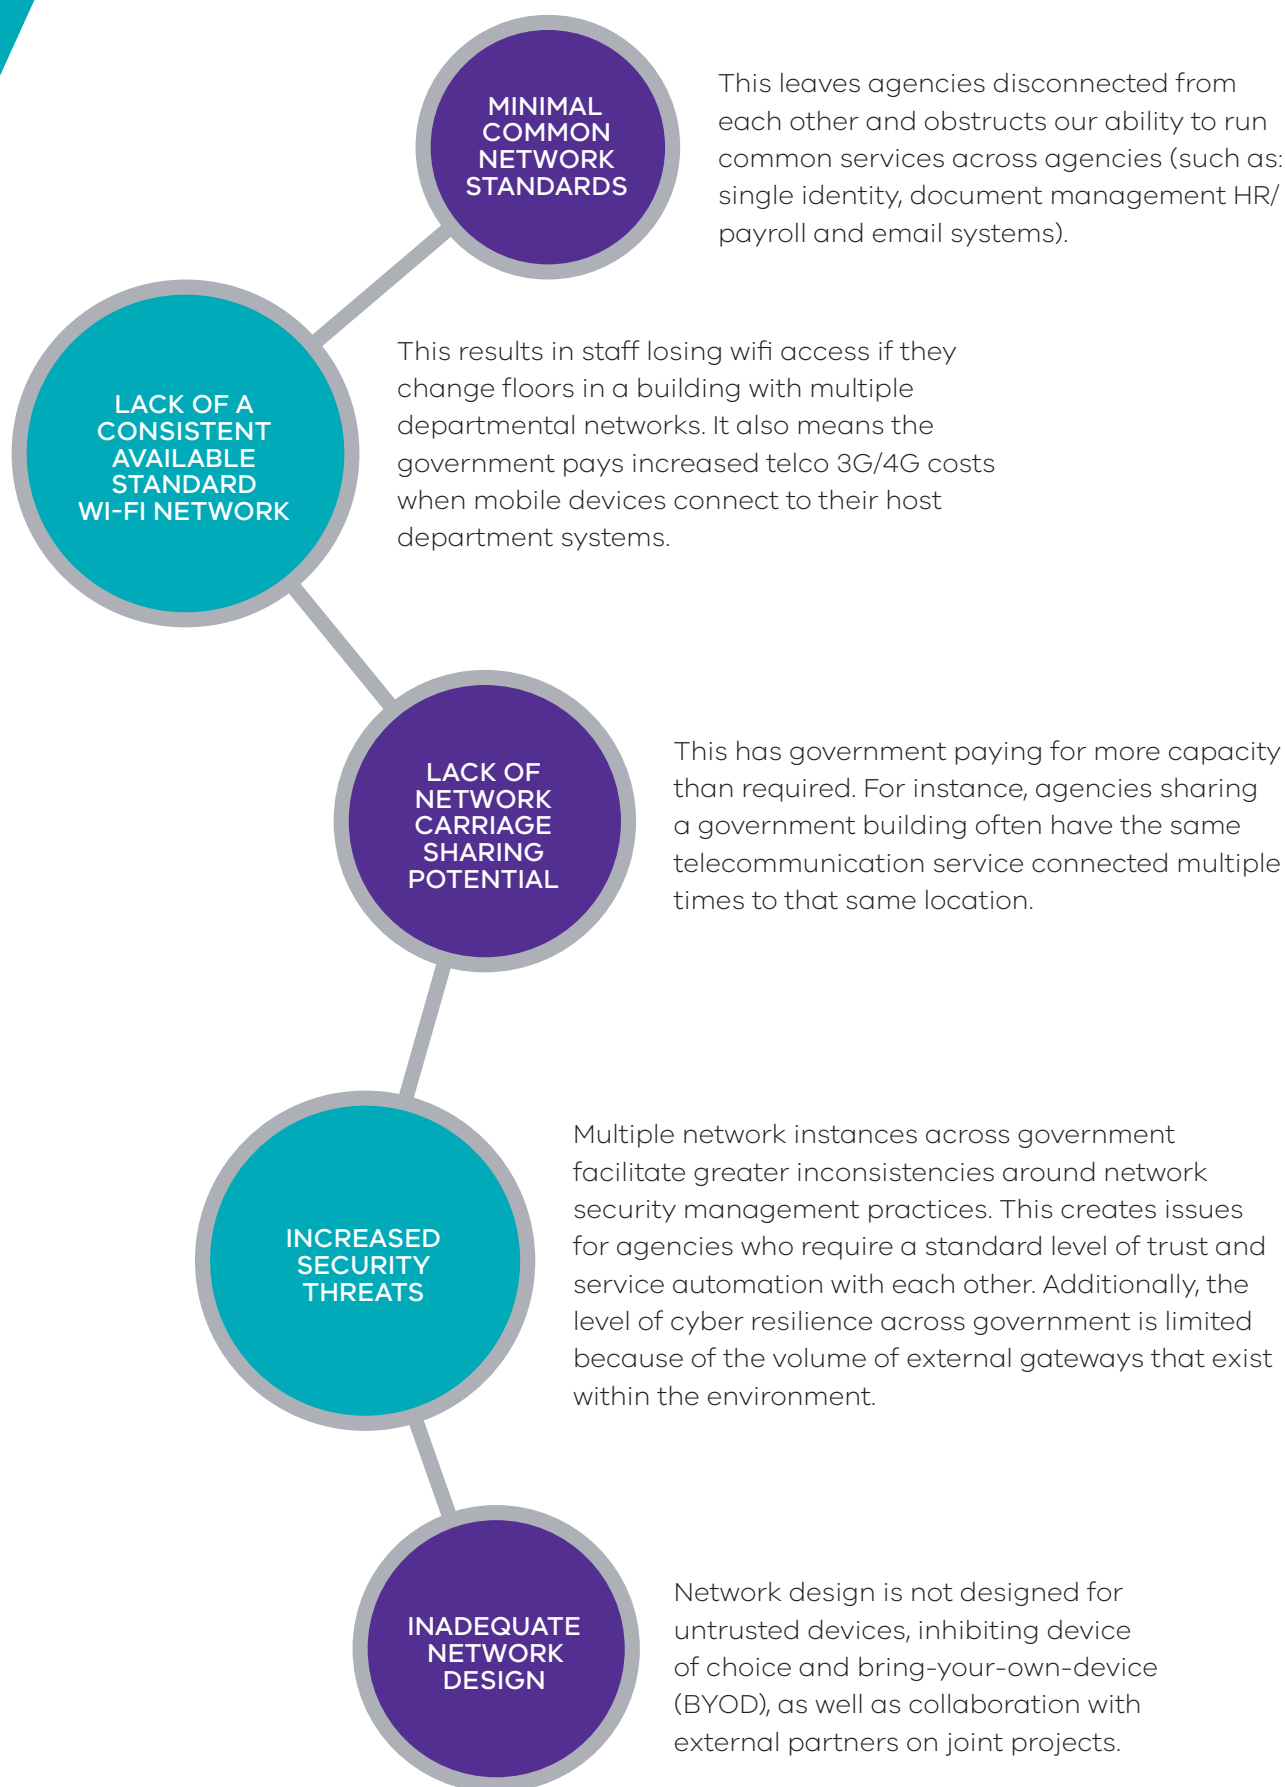 MINIMAL
COMMON
NETWORK
STANDARDS
This leaves agencies disconnected from
each other and obstructs our ability to run
common services across agencies (such as:
single identity, document management HR/
payroll and email systems).
LACK OF A
CONSISTENT
AVAILABLE
STANDARD
WI-FI NETWORK
This results in staff losing wifi access if they
change floors in a building with multiple
departmental networks. It also means the
government pays increased telco 3G/4G costs
when mobile devices connect to their host
department systems.
LACK OF
NETWORK
CARRIAGE
SHARING
POTENTIAL
This has government paying for more capacity
than required. For instance, agencies sharing
a government building often have the same
telecommunication service connected multiple
times to that same location.
INCREASED
SECURITY
THREATS
Multiple network instances across government
facilitate greater inconsistencies around network
security management practices. This creates issues
for agencies who require a standard level of trust and
service automation with each other. Additionally, the
level of cyber resilience across government is limited
because of the volume of external gateways that exist
within the environment.
INADEQUATE
NETWORK
DESIGN
Network design is not designed for
untrusted devices, inhibiting device
of choice and bring-your-own-device
(BYOD), as well as collaboration with
external partners on joint projects.